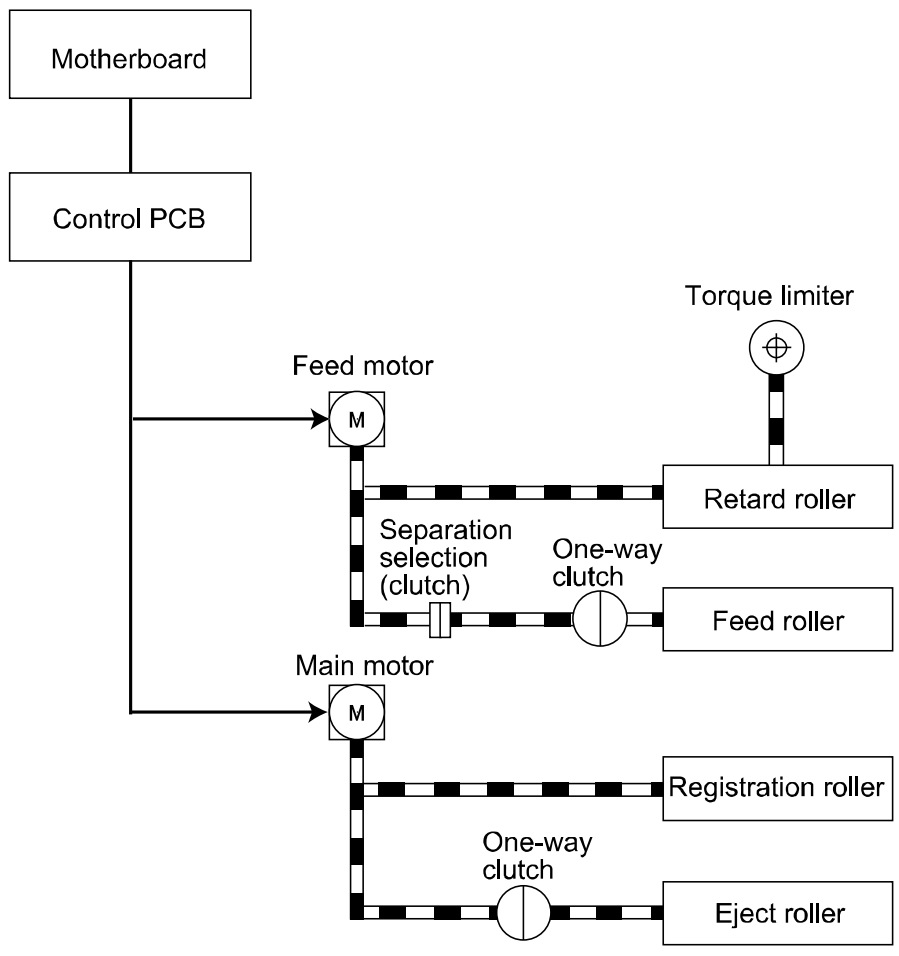 Motherboard
Control PCB
Torque limiter
Feed motor
M
Retard roller
Separation
selection
(clutch)
One-way
clutch
Feed roller
Main motor
M
Registration roller
One-way
clutch
Eject roller